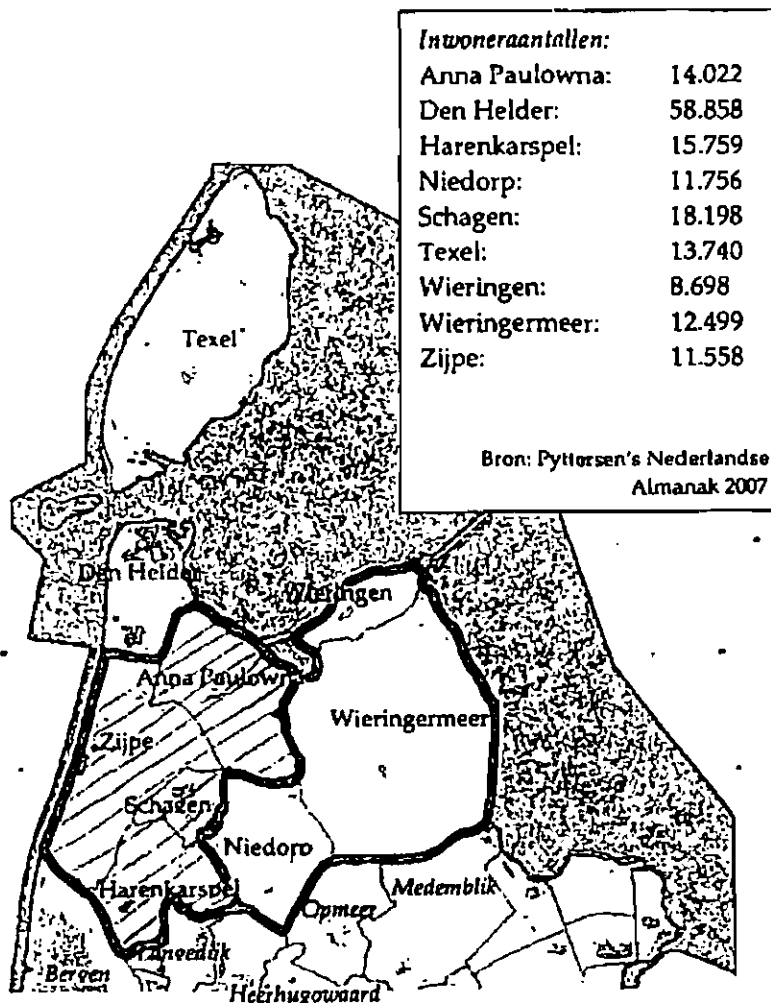 Inwoneraantallen:
Anna Paulowna: 14.022
Den Helder: 58.858
Harenkarspel: 15.759
Niedorp: 11.756
Schagen: 18.198
Texel: 13.740
Wieringen: 8.698
Wieringermeer: 12.499
Zijpe: 11.558
Bron: Pyttersen's Nederlandse
Almanak 2007
Texel
Den Helder
Wieringen
Anna Paulown
Wieringermeer
Zijpe
Schagen
Niedorp
Harenkarspel
Medemblik
Opmeer
Langedijk
Bergen
Heerhugowaard